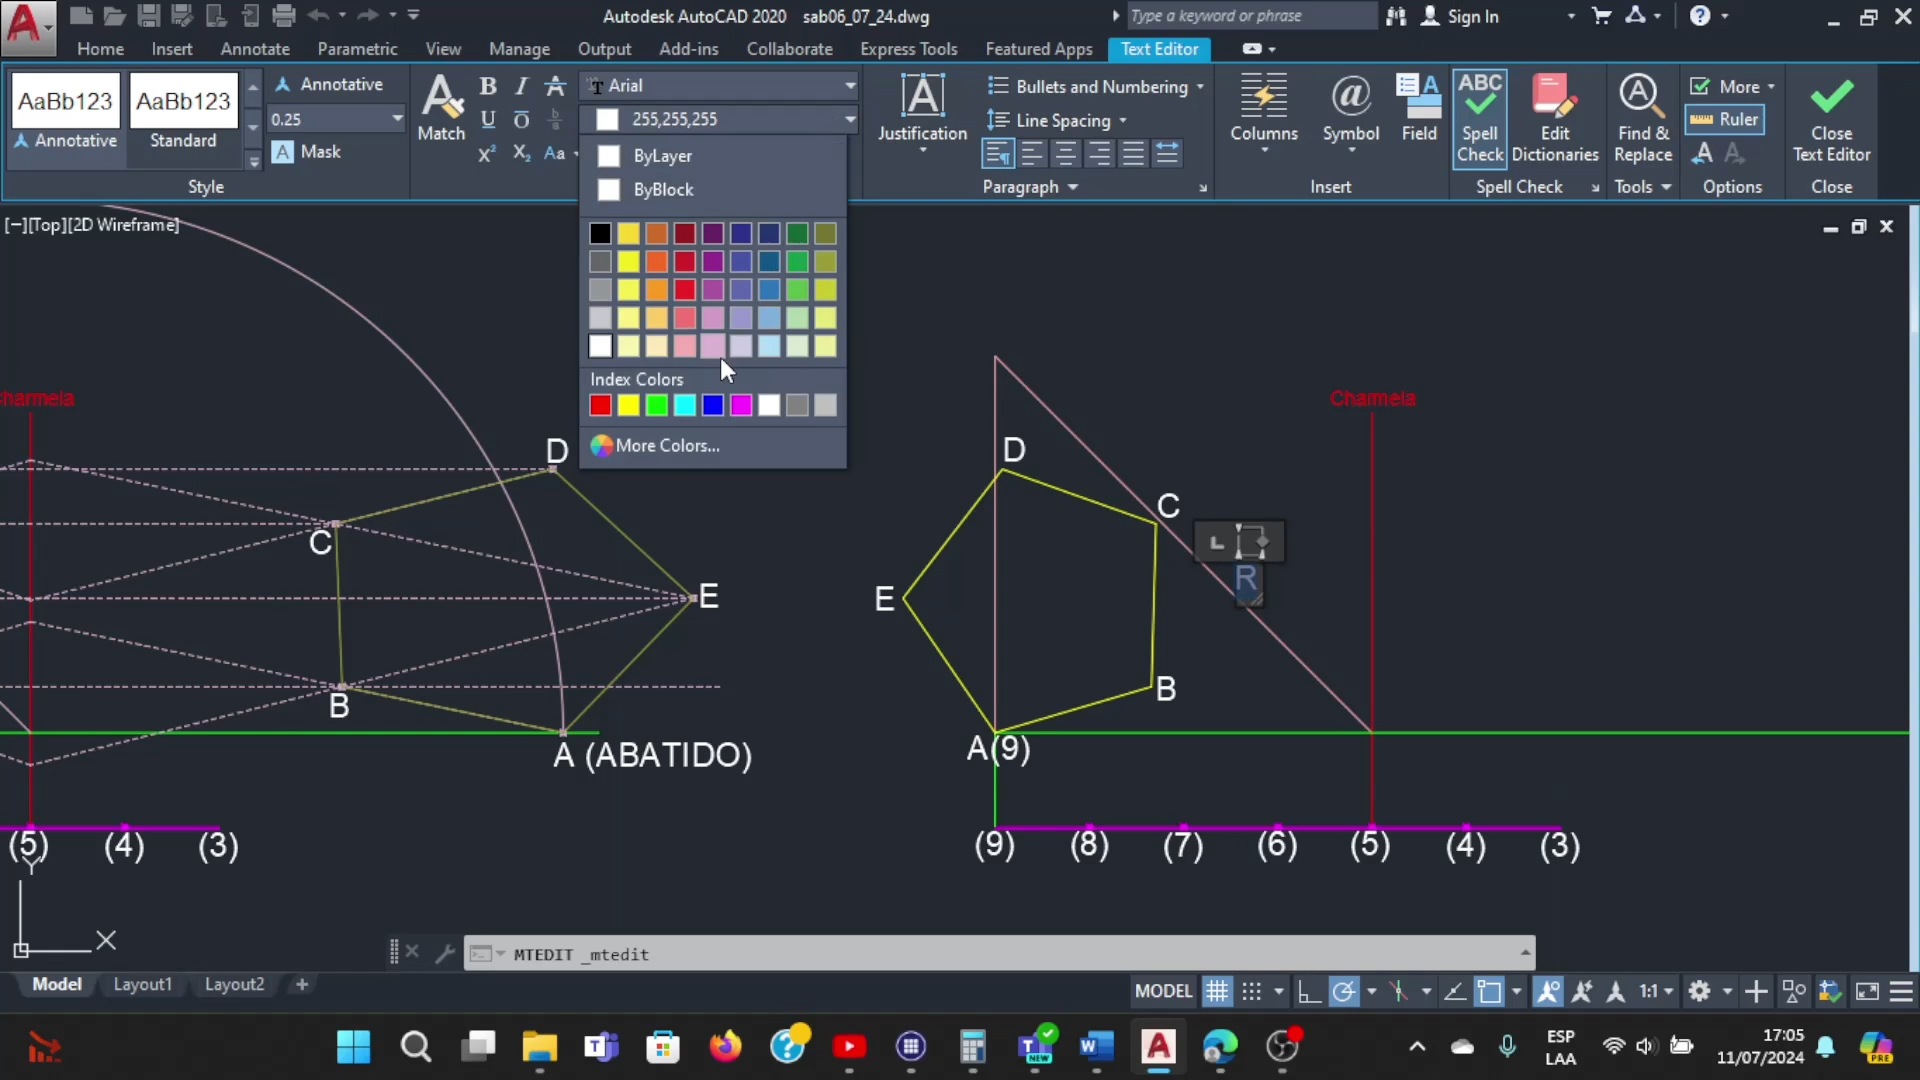 Autodesk AutoCAD 2020 sab06_07_24.dwg
Type a keyword or phrase
Sign In
Home Insert Annotate Parametric View Manage Output Add-ins Collaborate Express Tools Featured Apps Text Editor
AaBb123 AaBb123
Annotative Standard
Annotative
0.25
Mask
Style
Match
Arial
255,255,255
ByLayer
ByBlock
Index Colors
More Colors...
Justification
Bullets and Numbering
Line Spacing
Paragraph
Columns
Symbol
Field
Insert
ABC
Spell Check
Edit Dictionaries
Spell Check
Find & Replace
Tools
More
Ruler
Options
Close Text Editor
Close
[−][Top][2D Wireframe]
Charmela
Charmela
D
D
C
C
R
E
E
B
B
A (ABATIDO)
A(9)
(5) (4) (3)
(9) (8) (7) (6) (5) (4) (3)
Y
X
MTEDIT _mtedit
Model Layout1 Layout2 +
MODEL
1:1
NEW
ESP
LAA
17:05
11/07/2024
PRE